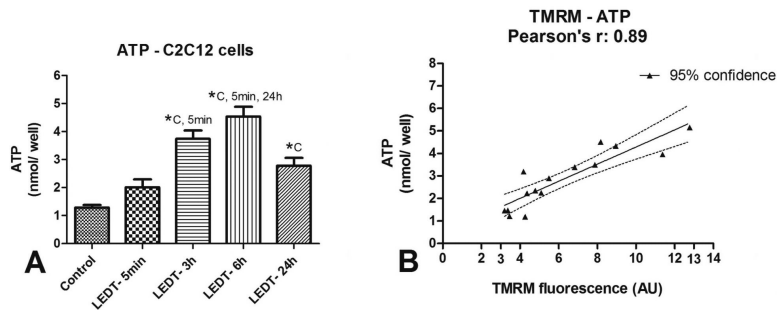 ATP - C2C12 cells
ATP
(nmol/ well)
6
5
4
3
2
1
0
*C, 5min
*C, 5min, 24h
*C
Control
LEDT- 5min
LEDT- 3h
LEDT- 6h
LEDT- 24h
A
TMRM - ATP
Pearson's r: 0.89
95% confidence
ATP
(nmol/ well)
8
7
6
5
4
3
2
1
0
0 2 3 4 6 8 10 12 13 14
TMRM fluorescence (AU)
B